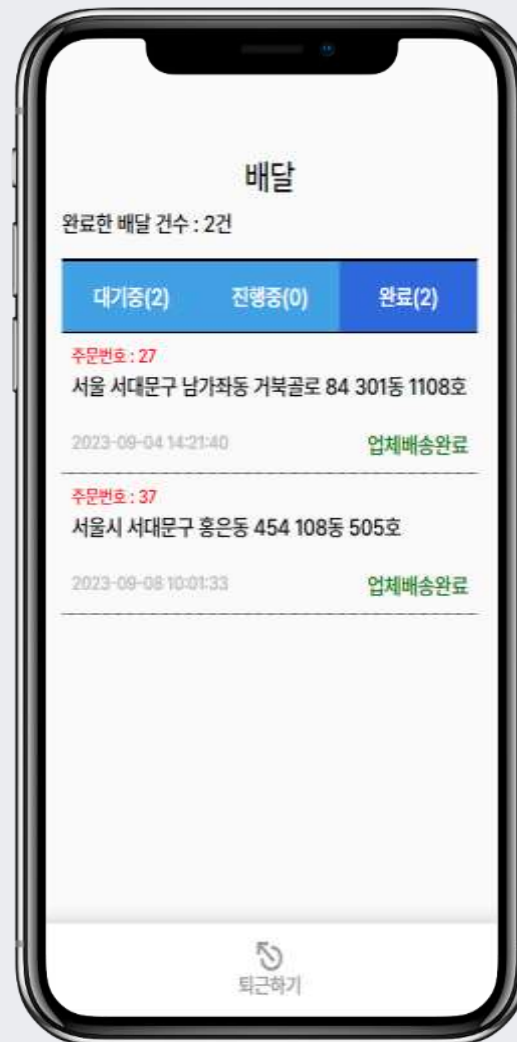 배달
완료한 배달 건수 : 2건
대기중(2) 진행중(0) 완료(2)
주문번호 : 27
서울 서대문구 남가좌동 거북골로 84 301동 1108호
2023-09-04 14:21:40 업체배송완료
주문번호 : 37
서울시 서대문구 홍은동 454 108동 505호
2023-09-08 10:01:33 업체배송완료
퇴근하기